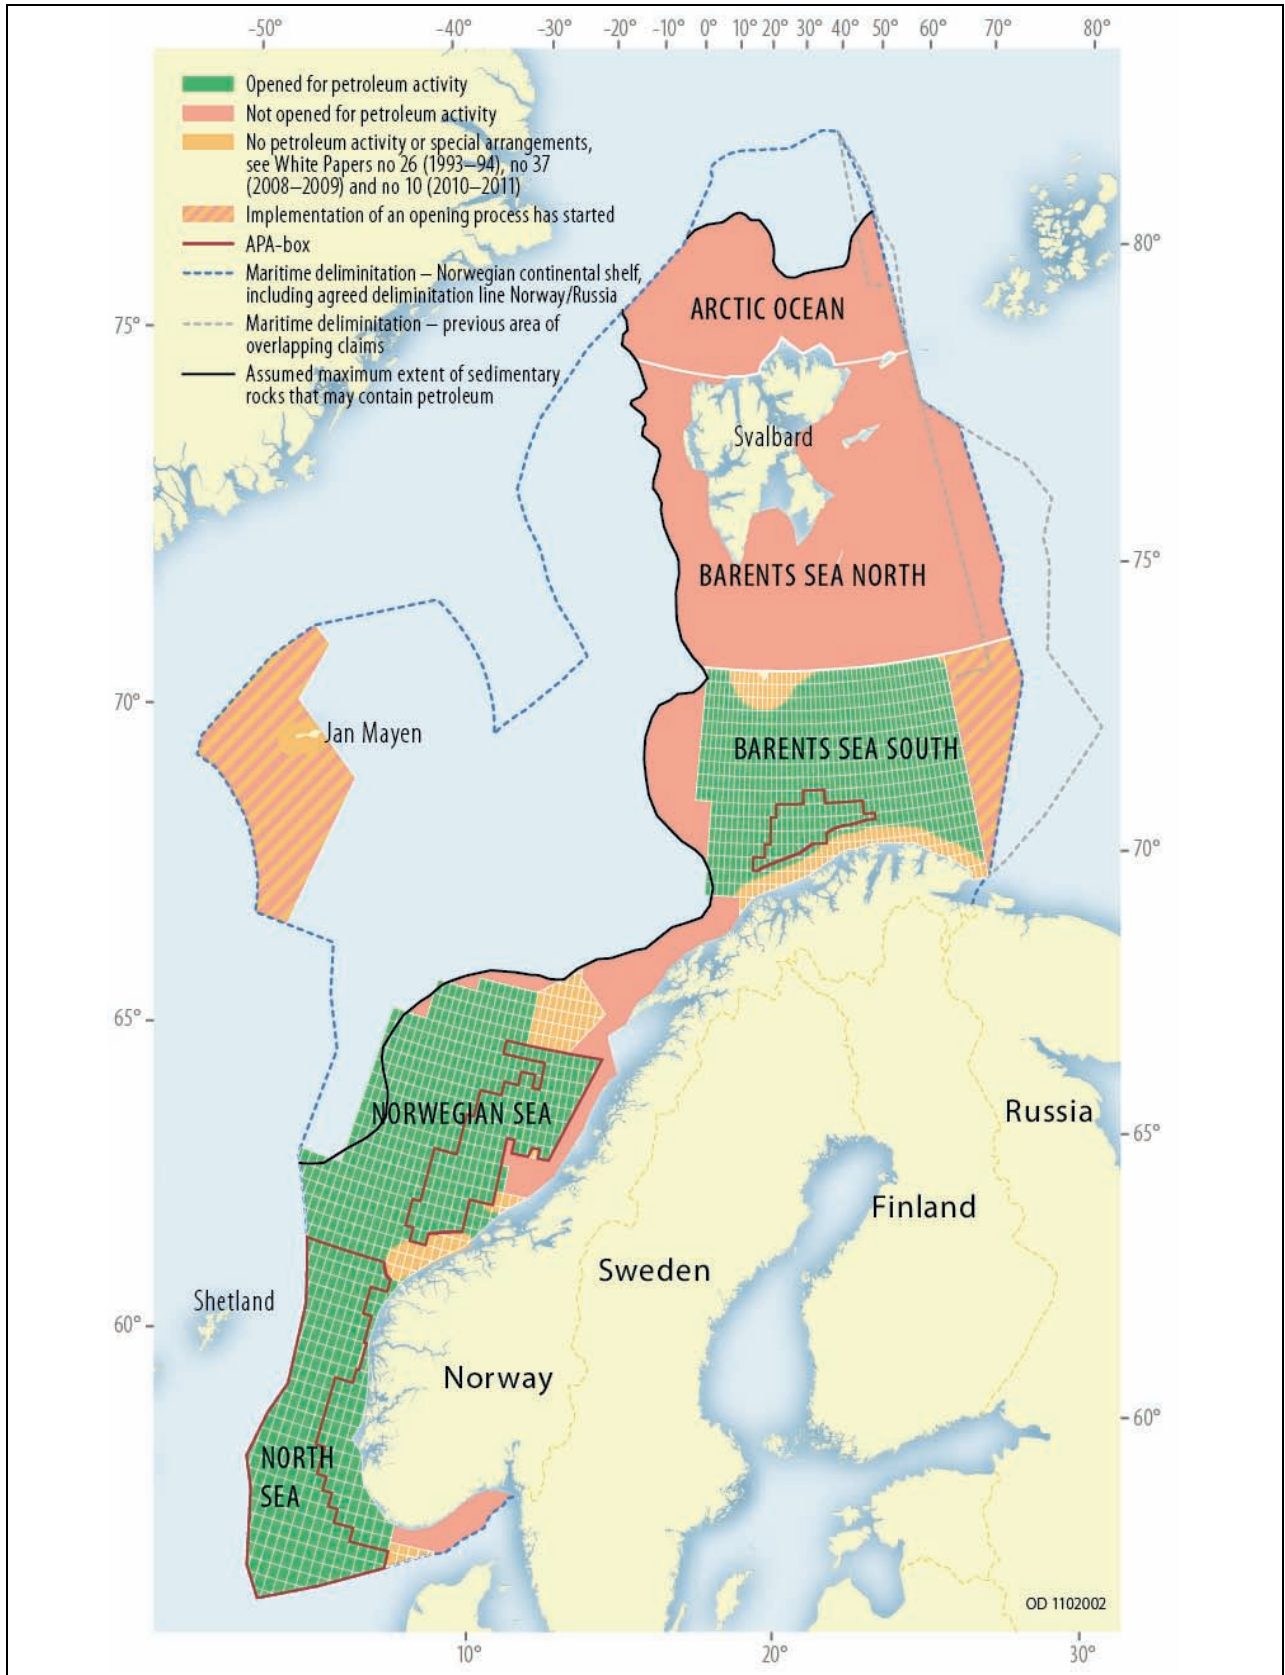 -50° -40° -30° -20° -10° 0° 10° 20° 30° 40° 50° 60° 70° 80°
Opened for petroleum activity
Not opened for petroleum activity
No petroleum activity or special arrangements,
see White Papers no 26 (1993–94), no 37
(2008–2009) and no 10 (2010–2011)
Implementation of an opening process has started
APA-box
Maritime deliminitation – Norwegian continental shelf,
including agreed deliminitation line Norway/Russia
Maritime deliminitation – previous area of
overlapping claims
Assumed maximum extent of sedimentary
rocks that may contain petroleum
80°
ARCTIC OCEAN
75°
Svalbard
75°
BARENTS SEA NORTH
70°
Jan Mayen
BARENTS SEA SOUTH
70°
65°
NORWEGIAN SEA
Russia
65°
Finland
Sweden
Shetland
60°
Norway
60°
NORTH
SEA
OD 1102002
10° 20° 30°